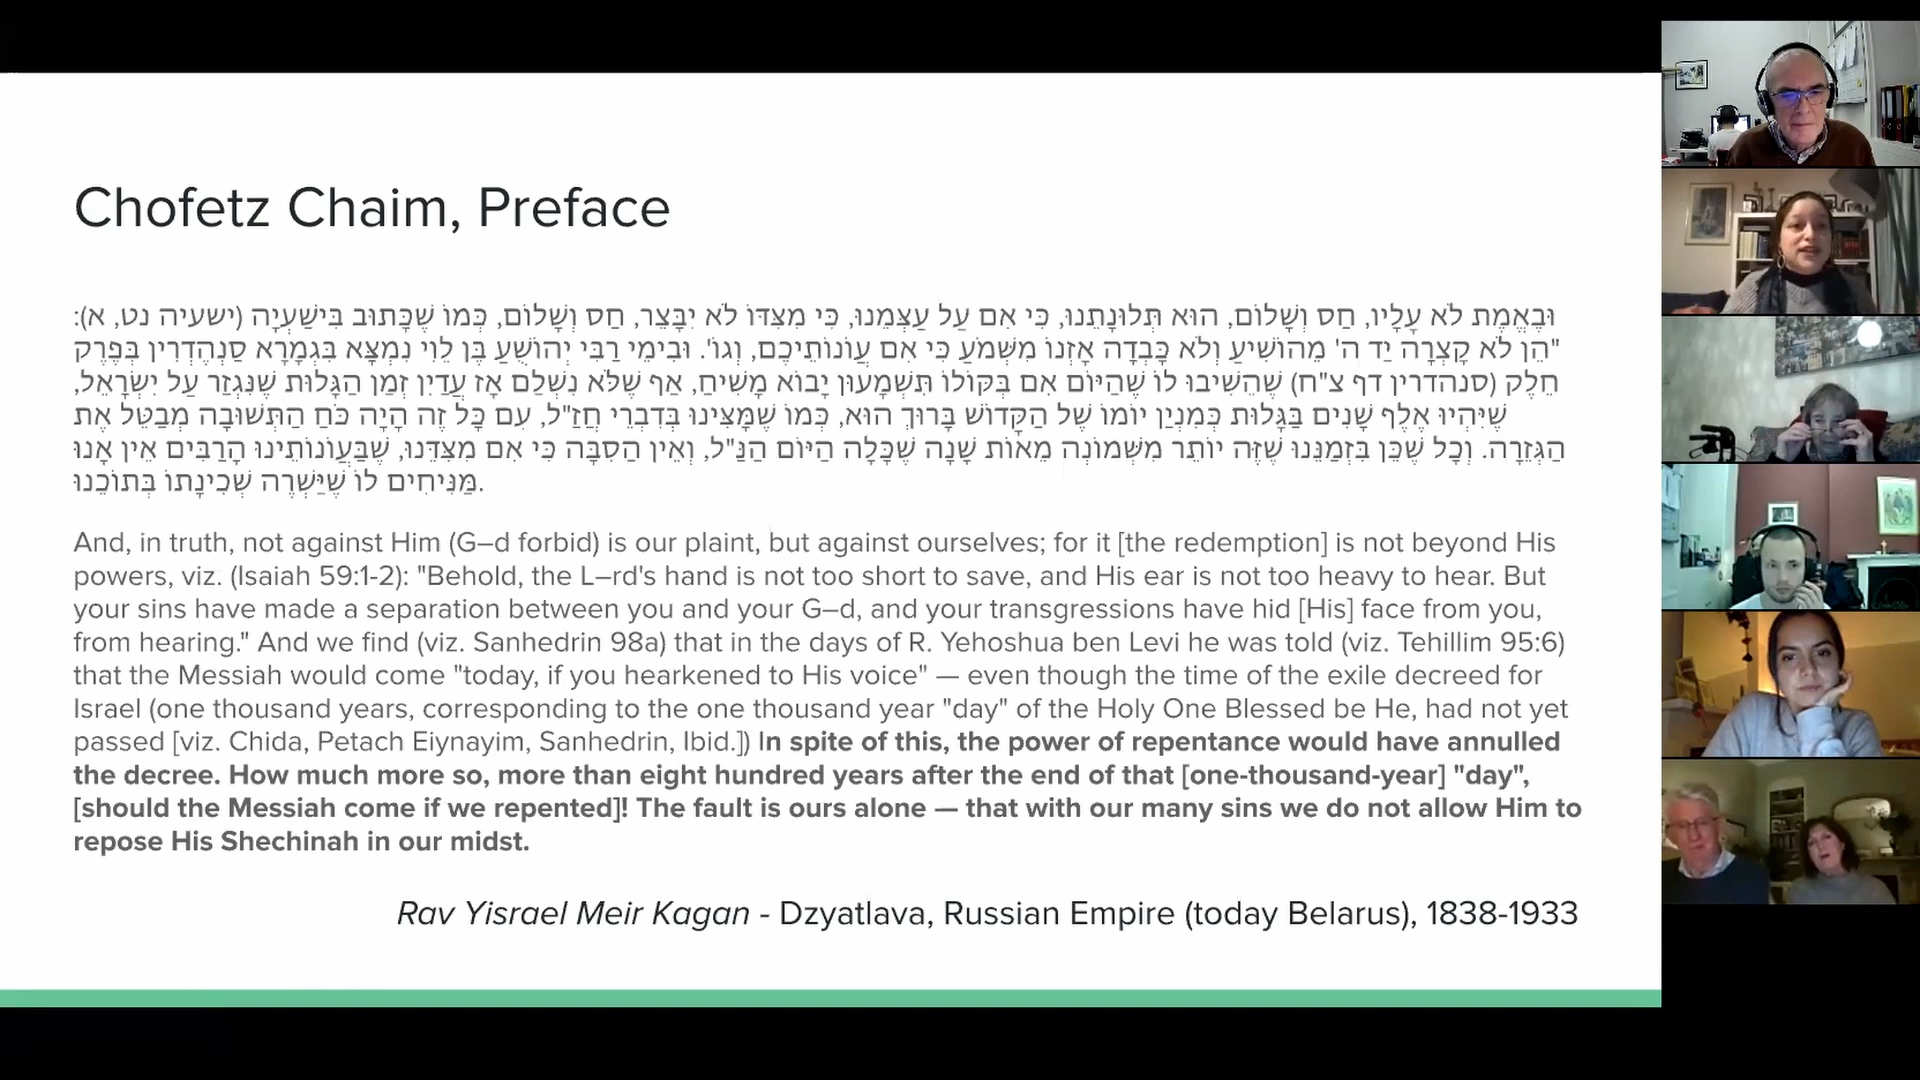 Chofetz Chaim, Preface
וּבֶאֱמֶת לֹא עָלָיו, חַס וְשָׁלוֹם, הוּא תְּלוּנָתֵנוּ, כִּי אִם עַל עַצְּמֵנוּ, כִּי מִצִדּוֹ לֹא יִבָּצֵר, חַס וְשָׁלוֹם, כְּמוֹ שֶׁכָּתוּב בִּישַׁעְיָה (ישעיה נט, א):
"הֵן לֹא קָצְרָה יַד ה' מֵהוֹשִׁיעַ וְלֹא כָּבְדָה אָזְנוֹ מִשְּׁמֹעַ כִּי אִם עֲוֹנוֹתֵיכֶם, וְגוֹ'. וּבִימֵי רַבִּי יְהוֹשֻׁעַ בֶּן לֵוִי נִמְצָא בִּגְמָרָא סַנְהֶדְרִין בְּפֶרֶק
חֵלֶק (סנהדרין דף צ"ח) שֶׁהֵשִׁיבוּ לוֹ שֶׁהַיּוֹם אִם בְּקוֹלוֹ תִּשְׁמָעוּן יָבוֹא מָשִׁיחַ, אַף שֶׁלֹּא נִשְׁלַם אָז עֲדַיִן זְמַן הַגָּלוּת שֶׁנִּגְזַר עַל יִשְׂרָאֵל,
שֶׁיִּהְיוּ אֶלֶף שָׁנִים בַּגָּלוּת כְּמִנְיַן יוֹמוֹ שֶׁל הַקָּדוֹשׁ בָּרוּךְ הוּא, כְּמוֹ שֶׁמָּצִינוּ בְּדִבְרֵי חֲזַ"ל, עִם כָּל זֶה הָיָה כֹּחַ הַתְּשׁוּבָה מְבַטֵּל אֶת
הַגְּזֵרָה. וְכָל שֶׁכֵּן בִּזְמַנֵּנוּ שֶׁזֶּה יוֹתֵר מִשְּׁמוֹנָה מֵאוֹת שָׁנָה שֶׁכָּלָה הַיּוֹם הַנַּ"ל, וְאֵין הַסִבָּה כִּי אִם מִצִּדֵּנוּ, שֶׁבַּעֲוֹנוֹתֵינוּ הָרַבִּים אֵין אָנוּ
מַּנִּיחִים לוֹ שֶׁיַּשְׁרֶה שְׁכִינָתוֹ בְּתוֹכֵנוּ.
And, in truth, not against Him (G–d forbid) is our plaint, but against ourselves; for it [the redemption] is not beyond His
powers, viz. (Isaiah 59:1-2): "Behold, the L–rd's hand is not too short to save, and His ear is not too heavy to hear. But
your sins have made a separation between you and your G–d, and your transgressions have hid [His] face from you,
from hearing." And we find (viz. Sanhedrin 98a) that in the days of R. Yehoshua ben Levi he was told (viz. Tehillim 95:6)
that the Messiah would come "today, if you hearkened to His voice" — even though the time of the exile decreed for
Israel (one thousand years, corresponding to the one thousand year "day" of the Holy One Blessed be He, had not yet
passed [viz. Chida, Petach Eiynayim, Sanhedrin, Ibid.]) In spite of this, the power of repentance would have annulled
the decree. How much more so, more than eight hundred years after the end of that [one-thousand-year] "day",
[should the Messiah come if we repented]! The fault is ours alone — that with our many sins we do not allow Him to
repose His Shechinah in our midst.
Rav Yisrael Meir Kagan - Dzyatlava, Russian Empire (today Belarus), 1838-1933